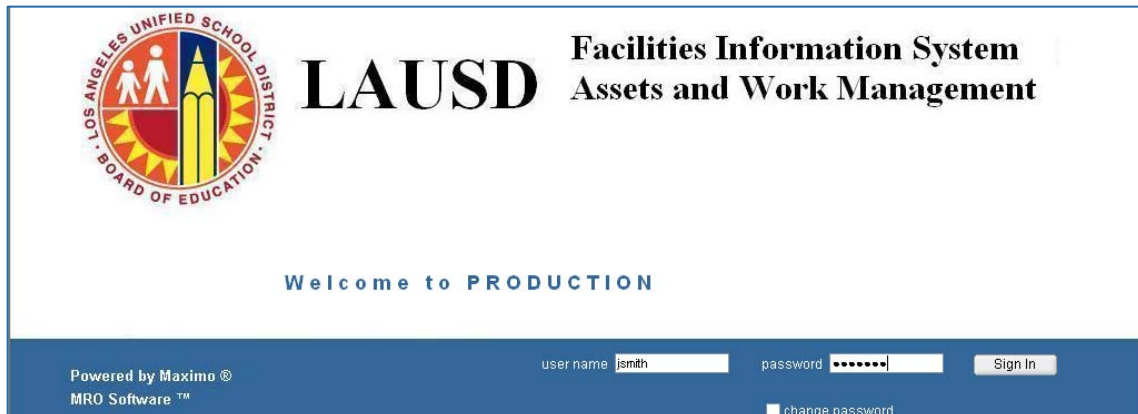 LOS ANGELES UNIFIED SCHOOL DISTRICT
BOARD OF EDUCATION
LAUSD
Facilities Information System
Assets and Work Management
Welcome to PRODUCTION
user name jsmith password ••••••• Sign In
Powered by Maximo ®
MRO Software ™
change password